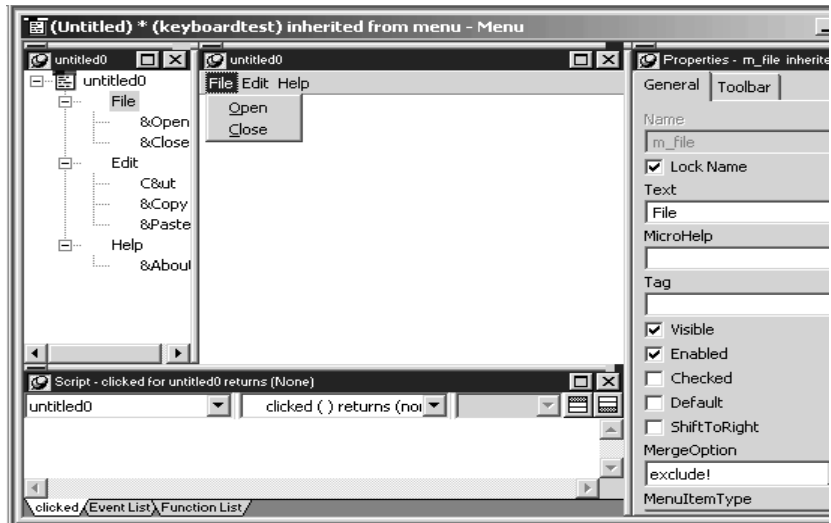 (Untitled) * (keyboardtest) inherited from menu - Menu
untitled0
untitled0
File
&Open
&Close
Edit
C&ut
&Copy
&Paste
Help
&About
untitled0
File Edit Help
Open
Close
Script - clicked for untitled0 returns (None)
untitled0
clicked ( ) returns (no
clicked Event List Function List
Properties - m_file inherite
General Toolbar
Name
m_file
Lock Name
Text
File
MicroHelp
Tag
Visible
Enabled
Checked
Default
ShiftToRight
MergeOption
exclude!
MenuItemType